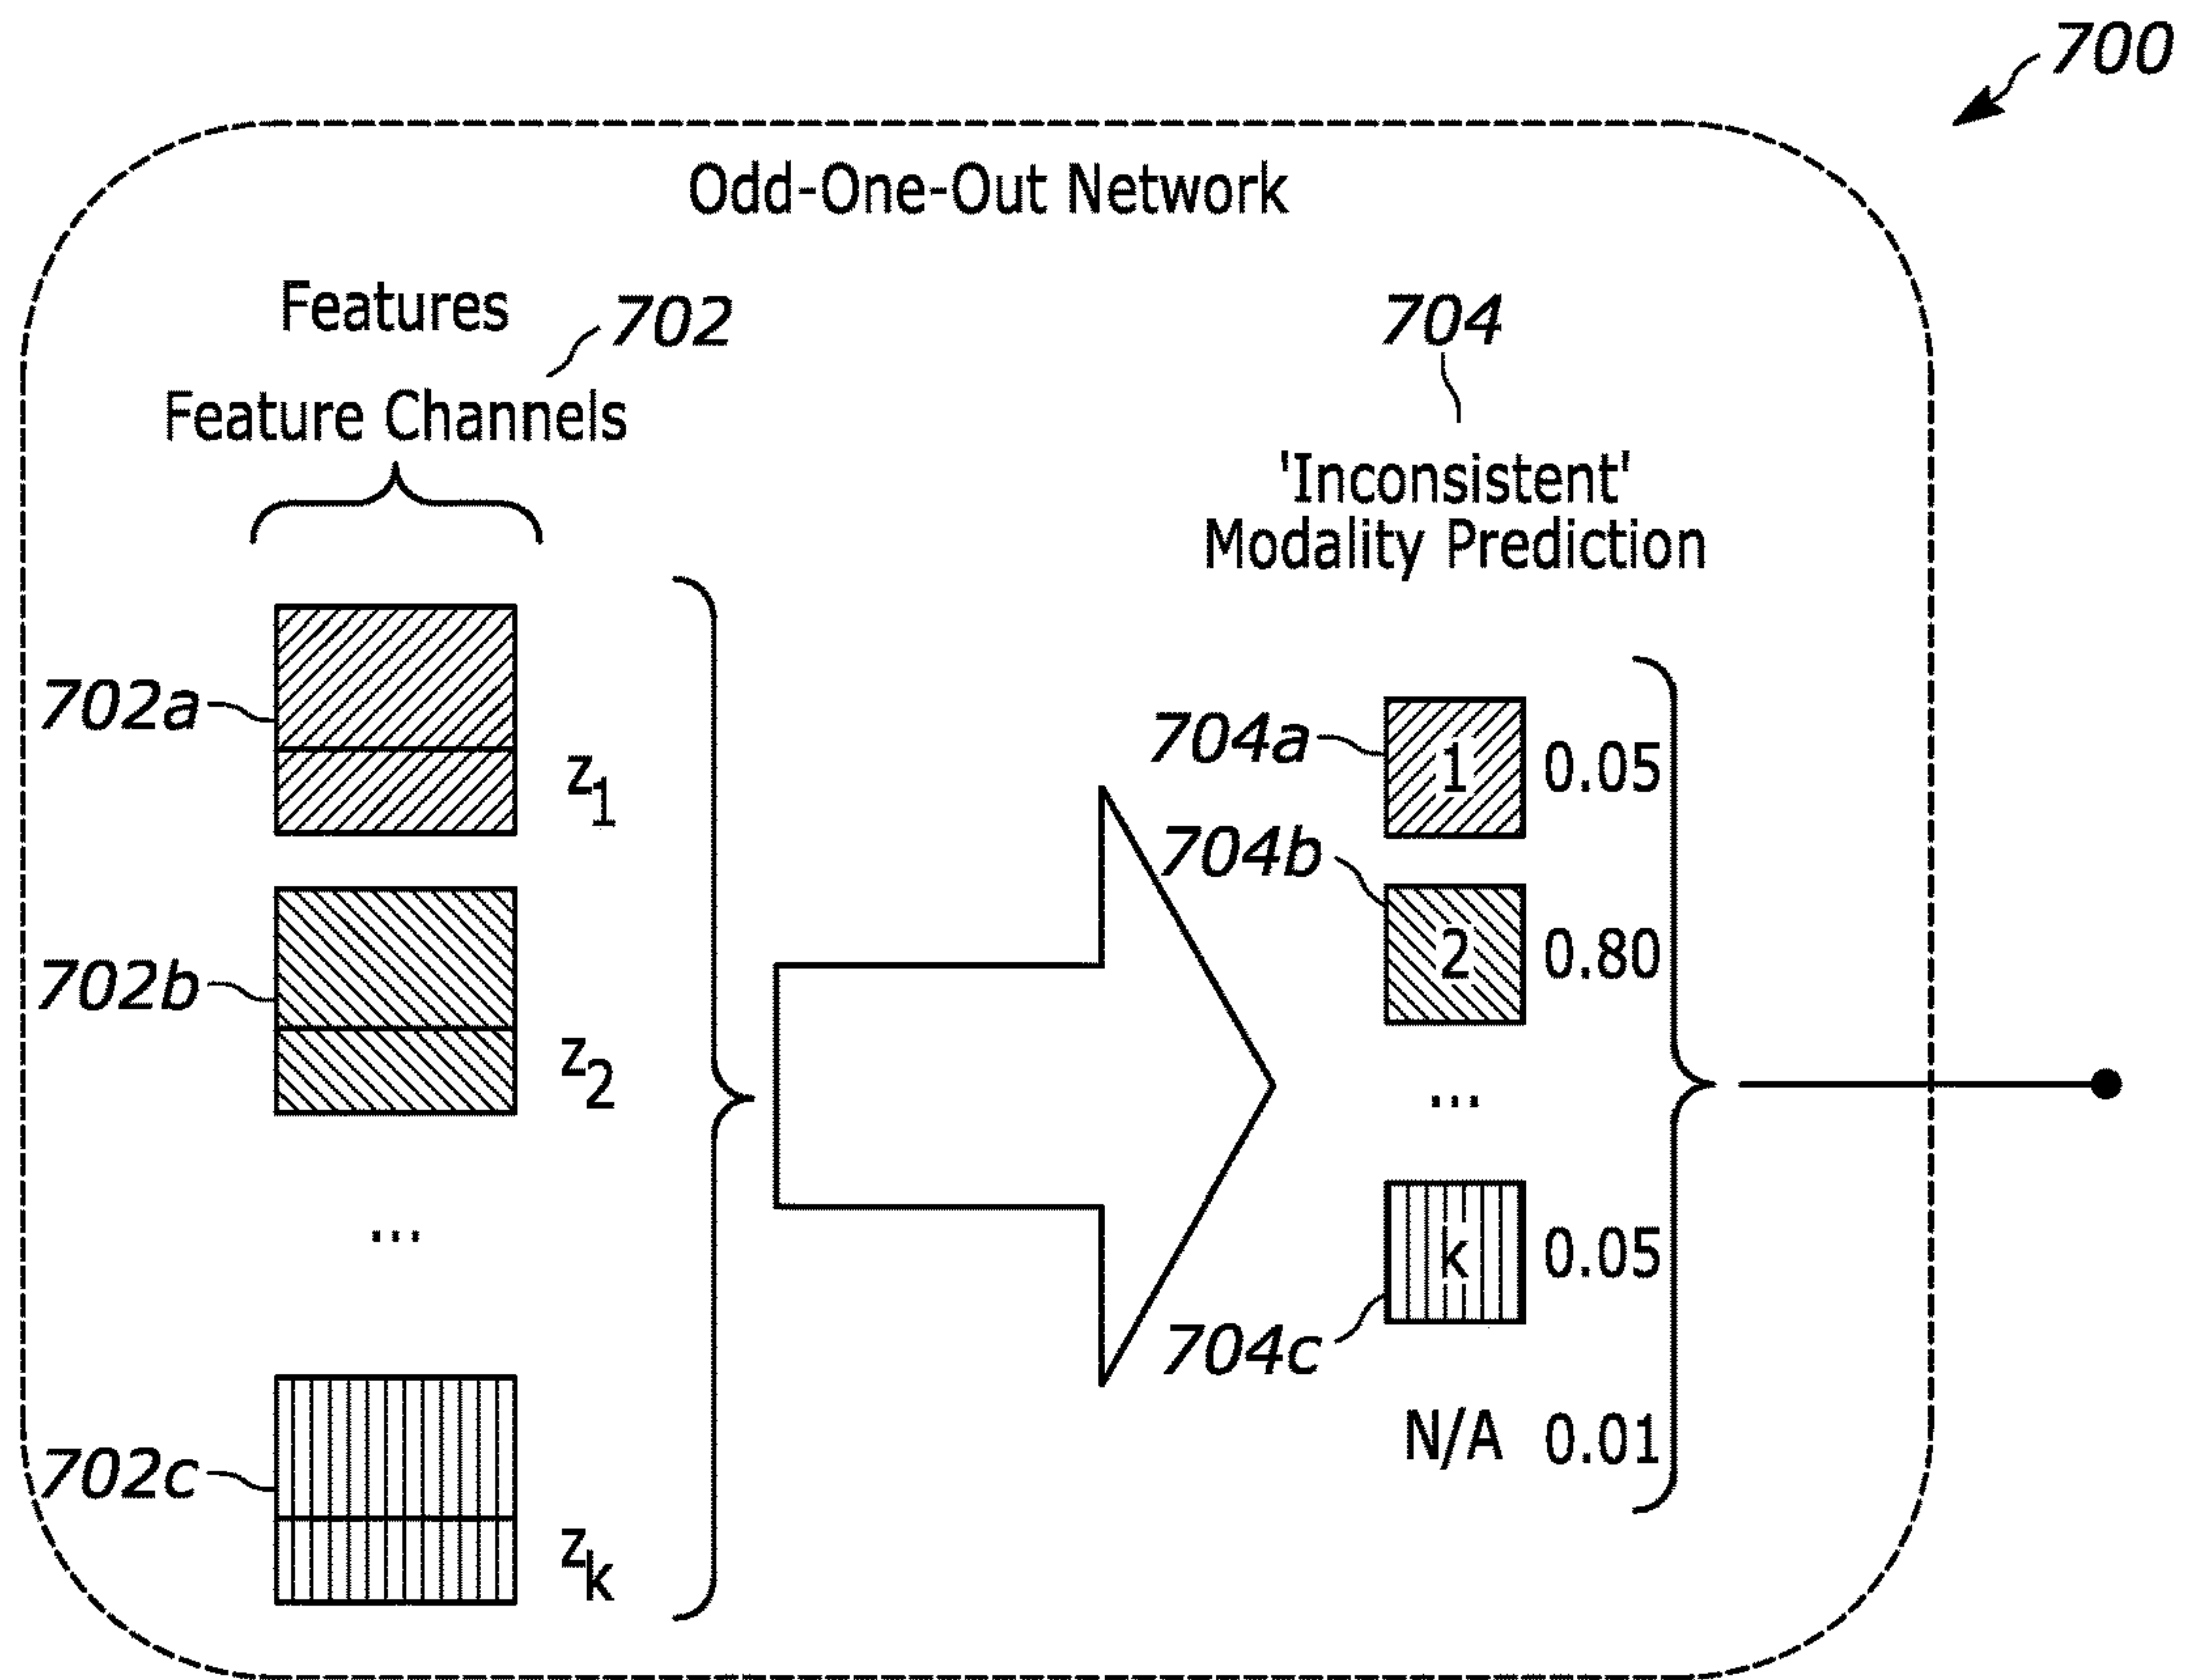 700
Odd-One-Out Network
Features
702
Feature Channels
704
'Inconsistent'
Modality Prediction
702a
z1
702b
z2
...
702c
zk
704a
1 0.05
704b
2 0.80
...
k 0.05
704c
N/A 0.01